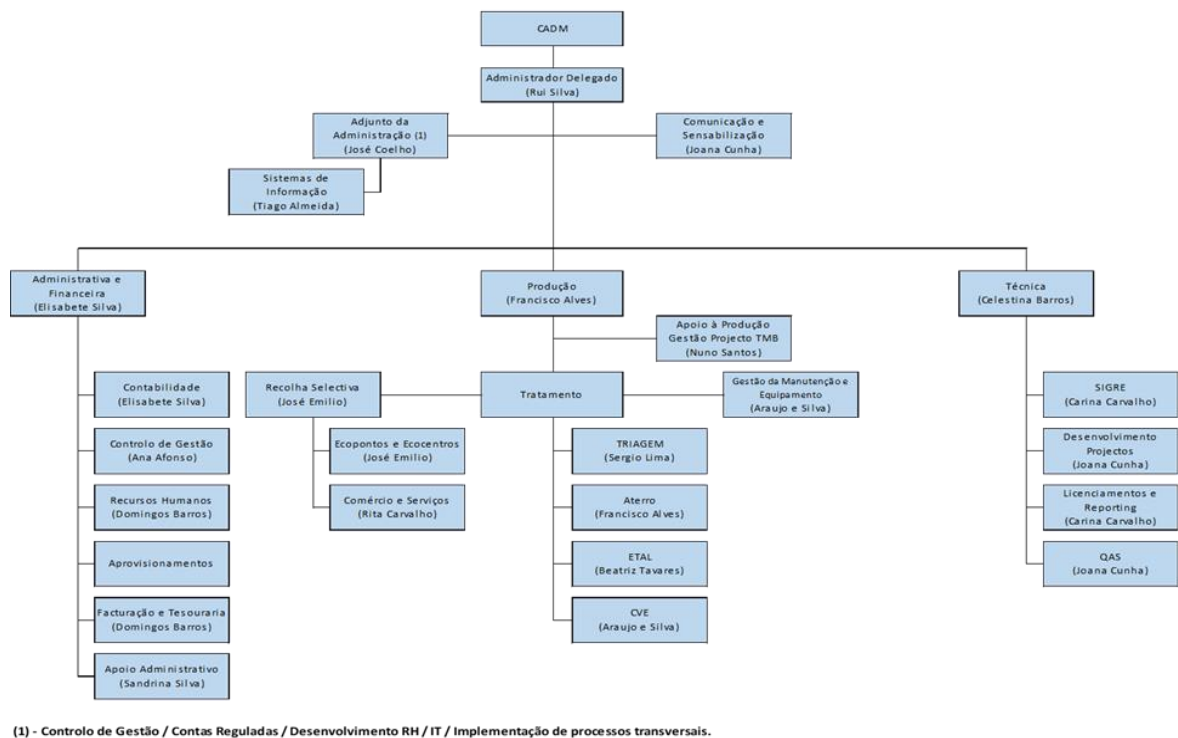 CADM
Administrador Delegado
(Rui Silva)
Adjunto da
Administração (1)
(José Coelho)
Comunicação e
Sensabilização
(Joana Cunha)
Sistemas de
Informação
(Tiago Almeida)
Administrativa e
Financeira
(Elisabete Silva)
Produção
(Francisco Alves)
Técnica
(Celestina Barros)
Apoio à Produção
Gestão Projecto TMB
(Nuno Santos)
Contabilidade
(Elisabete Silva)
Recolha Selectiva
(José Emilio)
Tratamento
Gestão da Manutenção e
Equipamento
(Araujo e Silva)
SIGRE
(Carina Carvalho)
Controlo de Gestão
(Ana Afonso)
Ecopontos e Ecocentros
(José Emilio)
TRIAGEM
(Sergio Lima)
Desenvolvimento
Projectos
(Joana Cunha)
Recursos Humanos
(Domingos Barros)
Comércio e Serviços
(Rita Carvalho)
Aterro
(Francisco Alves)
Licenciamentos e
Reporting
(Carina Carvalho)
Aprovisionamentos
ETAL
(Beatriz Tavares)
QAS
(Joana Cunha)
Facturação e Tesouraria
(Domingos Barros)
CVE
(Araujo e Silva)
Apoio Administrativo
(Sandrina Silva)
(1) - Controlo de Gestão / Contas Reguladas / Desenvolvimento RH / IT / Implementação de processos transversais.